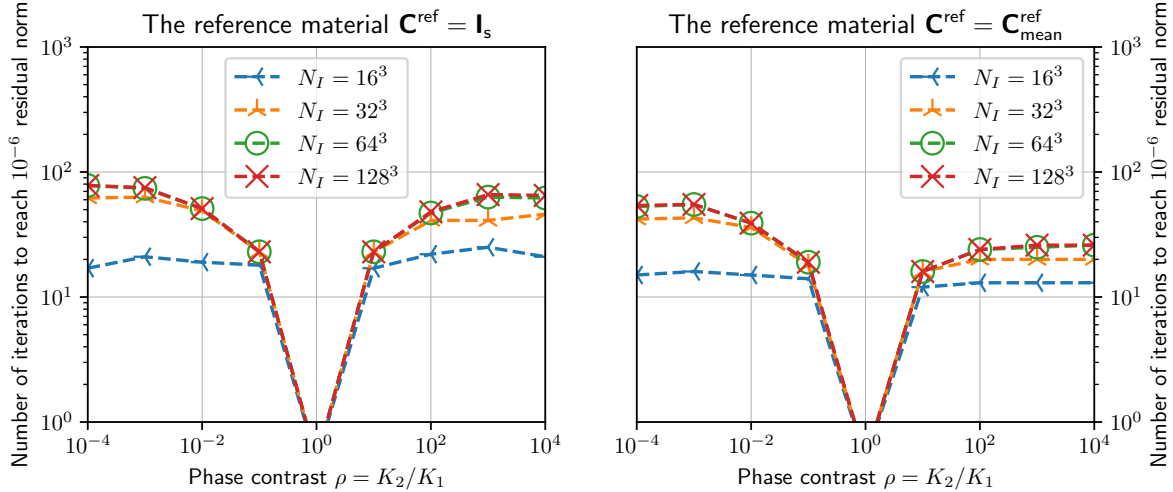 The reference material C^ref = I_s
Number of iterations to reach 10^−6 residual norm
10^3
10^2
10^1
10^0
N_I = 16^3
N_I = 32^3
N_I = 64^3
N_I = 128^3
10^−4 10^−2 10^0 10^2 10^4
Phase contrast ρ = K_2/K_1
The reference material C^ref = C^ref_mean
N_I = 16^3
N_I = 32^3
N_I = 64^3
N_I = 128^3
10^3
10^2
10^1
10^0
Number of iterations to reach 10^−6 residual norm
10^−4 10^−2 10^0 10^2 10^4
Phase contrast ρ = K_2/K_1